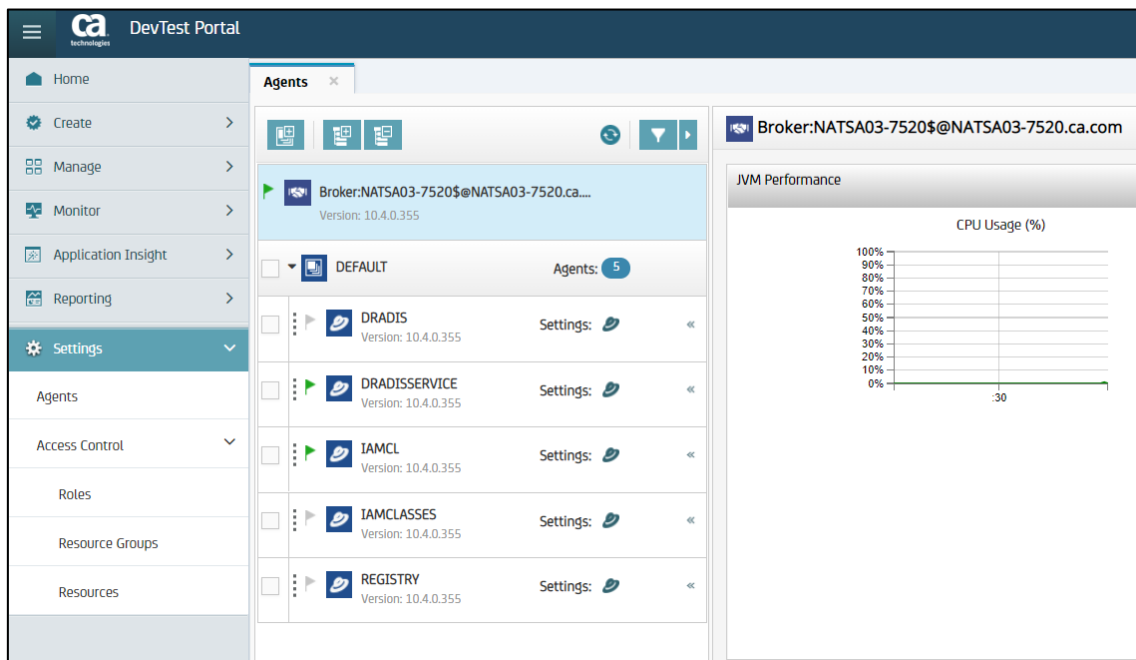 ca
technologies
DevTest Portal
Home
Create
Manage
Monitor
Application Insight
Reporting
Settings
Agents
Access Control
Roles
Resource Groups
Resources
Agents ×
Broker:NATSA03-7520$@NATSA03-7520.ca....
Version: 10.4.0.355
DEFAULT Agents: 5
DRADIS Settings:
Version: 10.4.0.355
DRADISSERVICE Settings:
Version: 10.4.0.355
IAMCL Settings:
Version: 10.4.0.355
IAMCLASSES Settings:
Version: 10.4.0.355
REGISTRY Settings:
Version: 10.4.0.355
Broker:NATSA03-7520$@NATSA03-7520.ca.com
JVM Performance
CPU Usage (%)
100%
90%
80%
70%
60%
50%
40%
30%
20%
10%
0%
:30